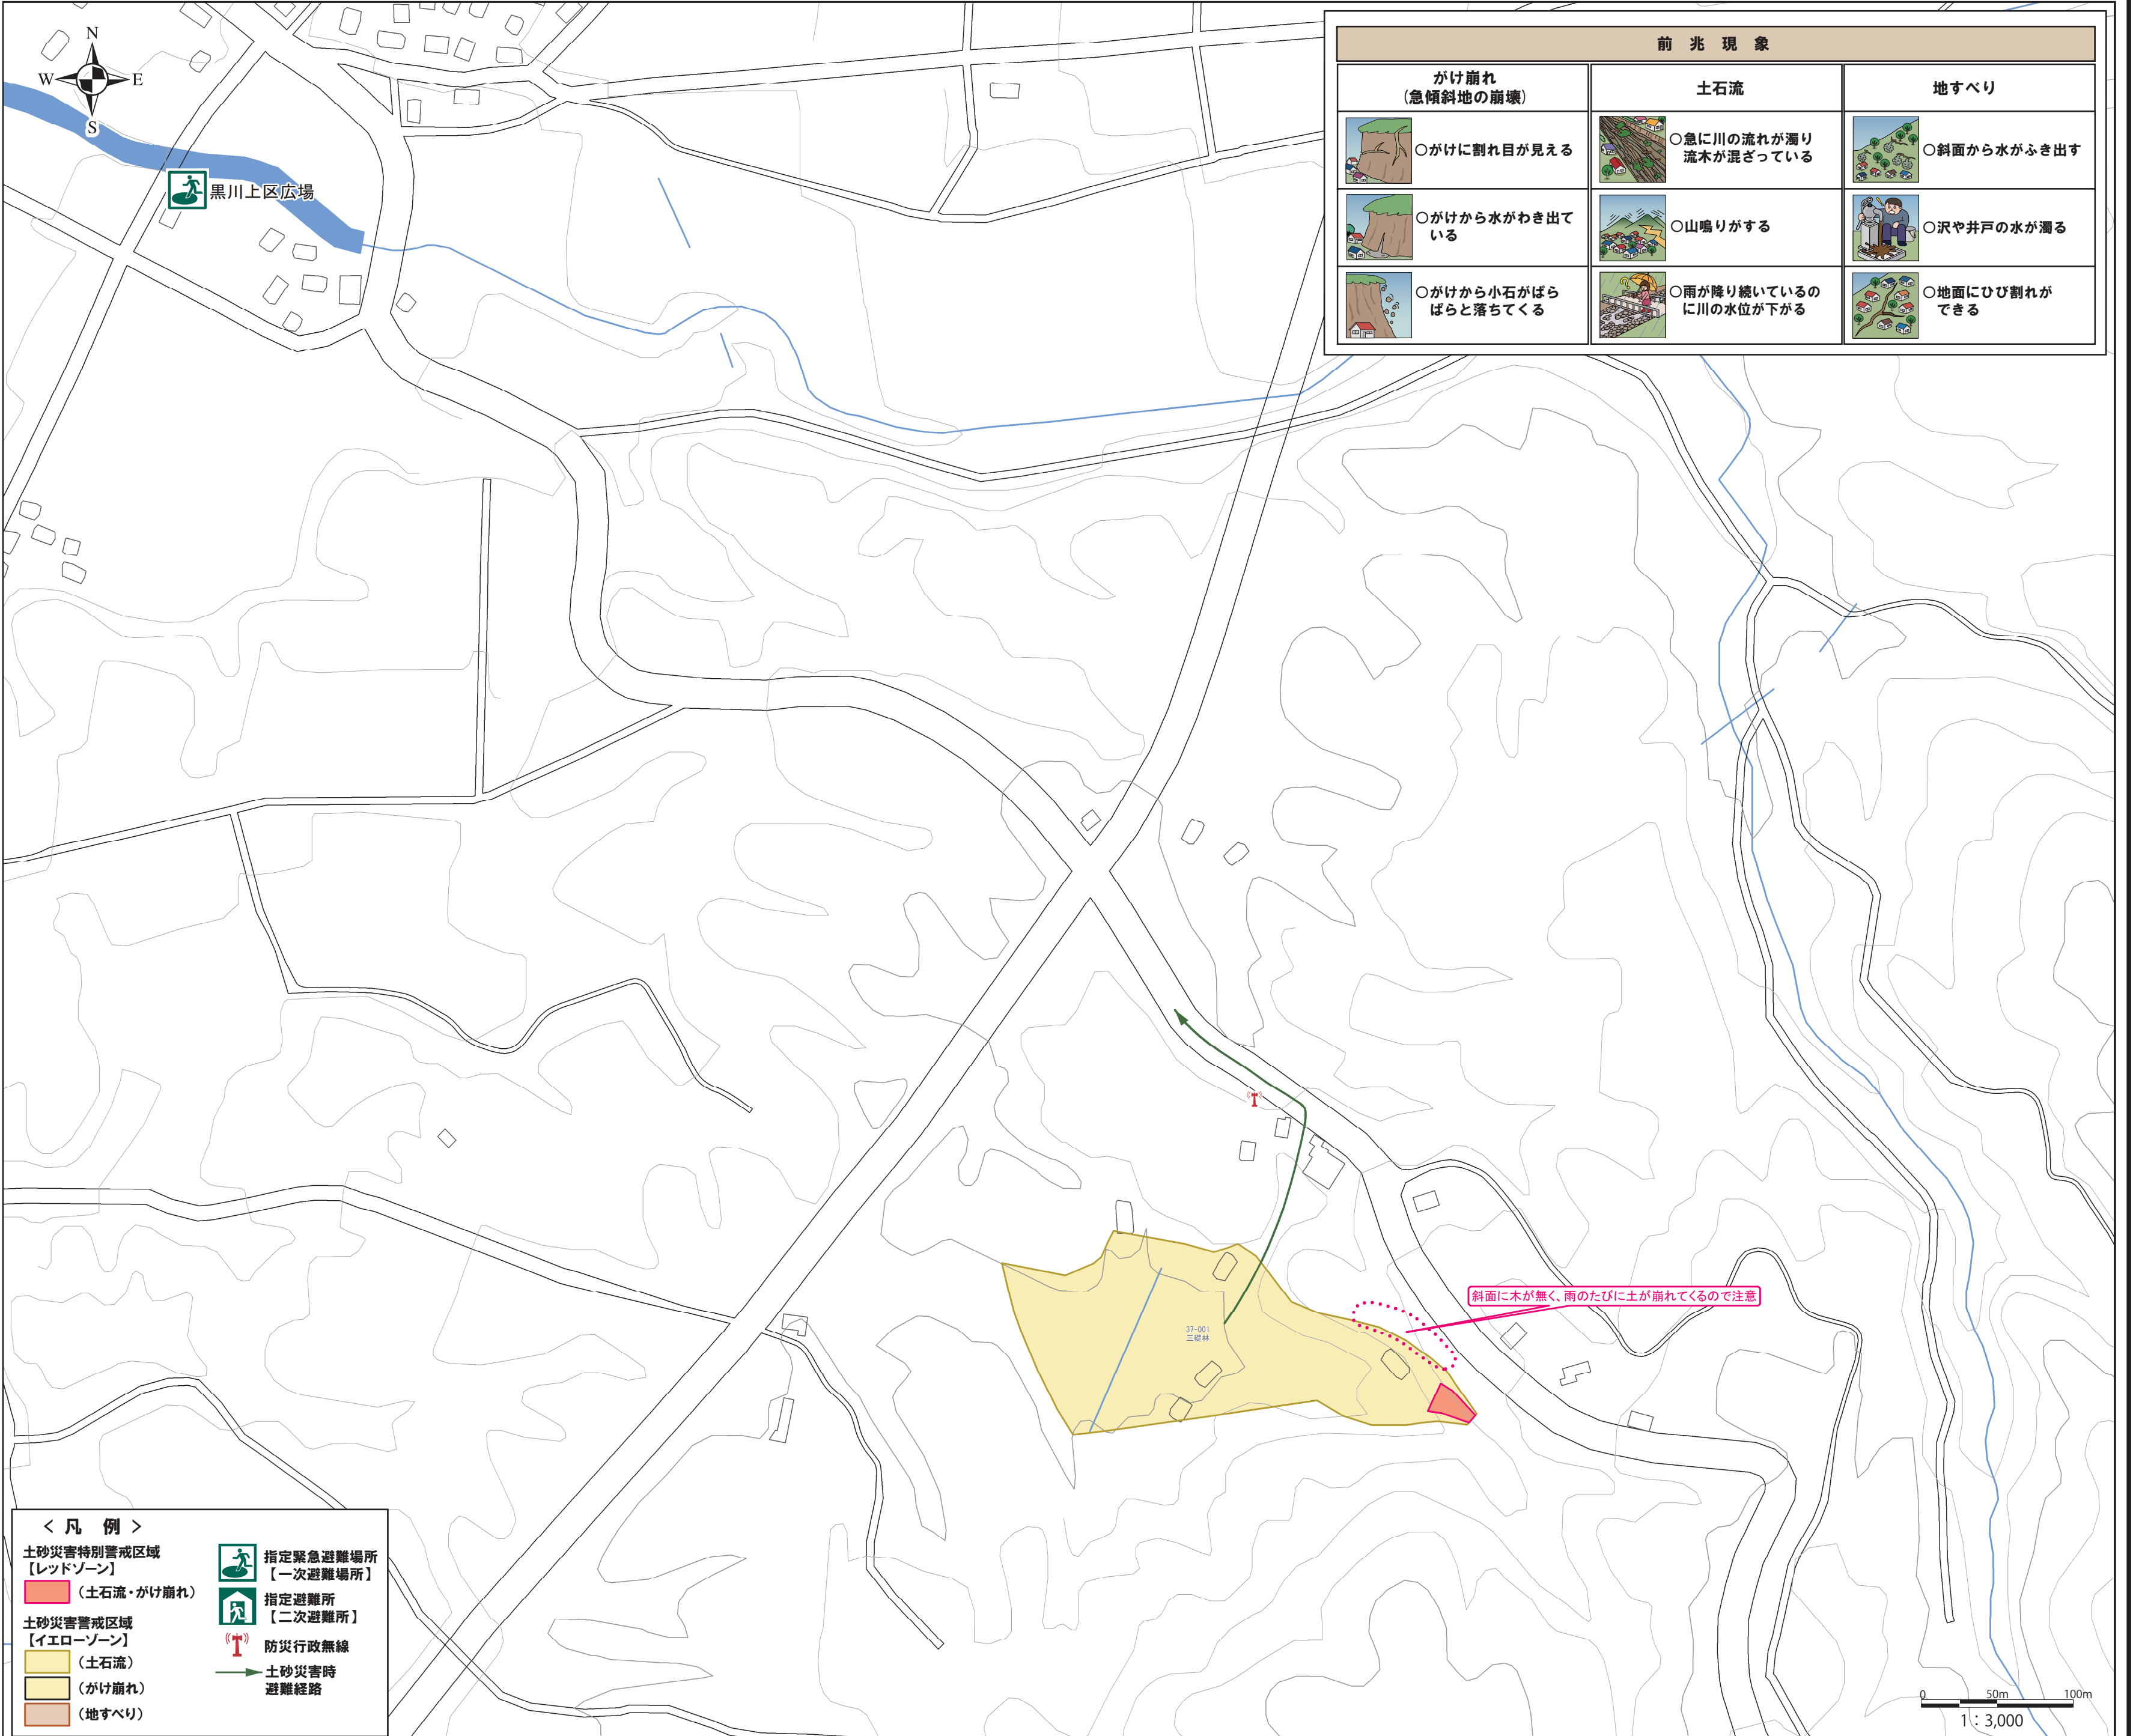 N
W E
S
黒川上区広場
前兆現象
がけ崩れ
(急傾斜地の崩壊)
土石流
地すべり
○がけに割れ目が見える
○急に川の流れが濁り
流木が混ざっている
○斜面から水がふき出す
○がけから水がわき出て
いる
○山鳴りがする
○沢や井戸の水が濁る
○がけから小石がぱら
ぱらと落ちてくる
○雨が降り続いているの
に川の水位が下がる
○地面にひび割れが
できる
斜面に木が無く、雨のたびに土が崩れてくるので注意
37-001
三礎林
<凡 例>
土砂災害特別警戒区域
【レッドゾーン】
(土石流・がけ崩れ)
土砂災害警戒区域
【イエローゾーン】
(土石流)
(がけ崩れ)
(地すべり)
指定緊急避難場所
【一次避難場所】
指定避難所
【二次避難所】
防災行政無線
土砂災害時
避難経路
0 50m 100m
1:3,000